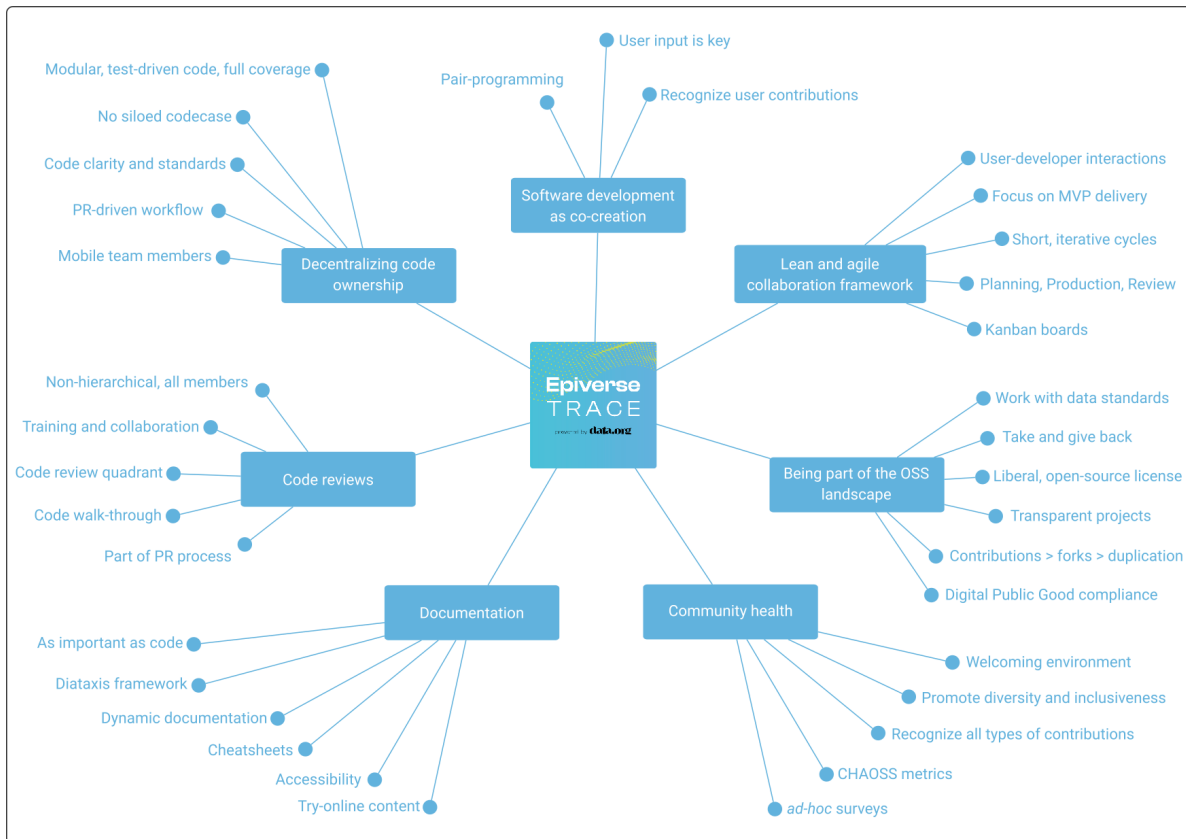 User input is key
Pair-programming
Recognize user contributions
Software development
as co-creation
Modular, test-driven code, full coverage
No siloed codecase
Code clarity and standards
PR-driven workflow
Mobile team members
Decentralizing code
ownership
User-developer interactions
Focus on MVP delivery
Short, iterative cycles
Planning, Production, Review
Kanban boards
Lean and agile
collaboration framework
Epiverse
TRACE
powered by data.org
Non-hierarchical, all members
Training and collaboration
Code review quadrant
Code walk-through
Part of PR process
Code reviews
Work with data standards
Take and give back
Liberal, open-source license
Transparent projects
Contributions > forks > duplication
Digital Public Good compliance
Being part of the OSS
landscape
Documentation
As important as code
Diataxis framework
Dynamic documentation
Cheatsheets
Accessibility
Try-online content
Community health
Welcoming environment
Promote diversity and inclusiveness
Recognize all types of contributions
CHAOSS metrics
ad-hoc surveys